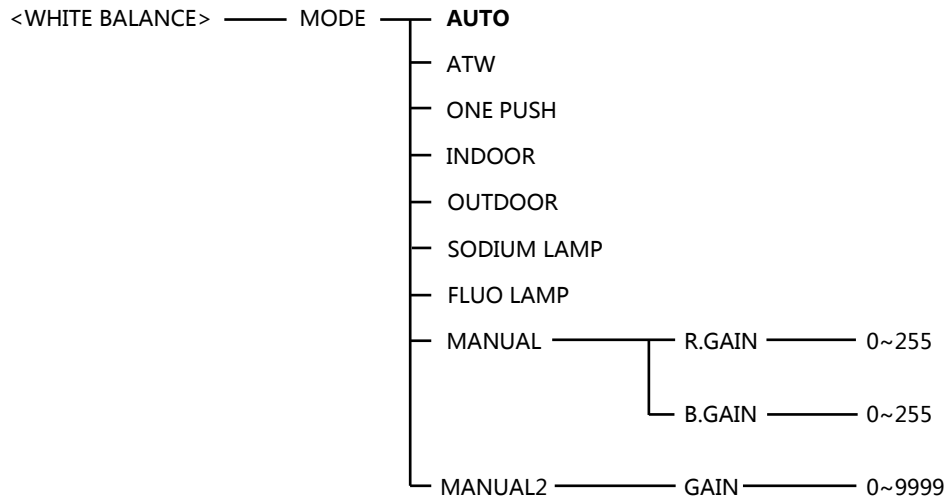 <WHITE BALANCE> MODE AUTO
ATW
ONE PUSH
INDOOR
OUTDOOR
SODIUM LAMP
FLUO LAMP
MANUAL R.GAIN 0~255
B.GAIN 0~255
MANUAL2 GAIN 0~9999